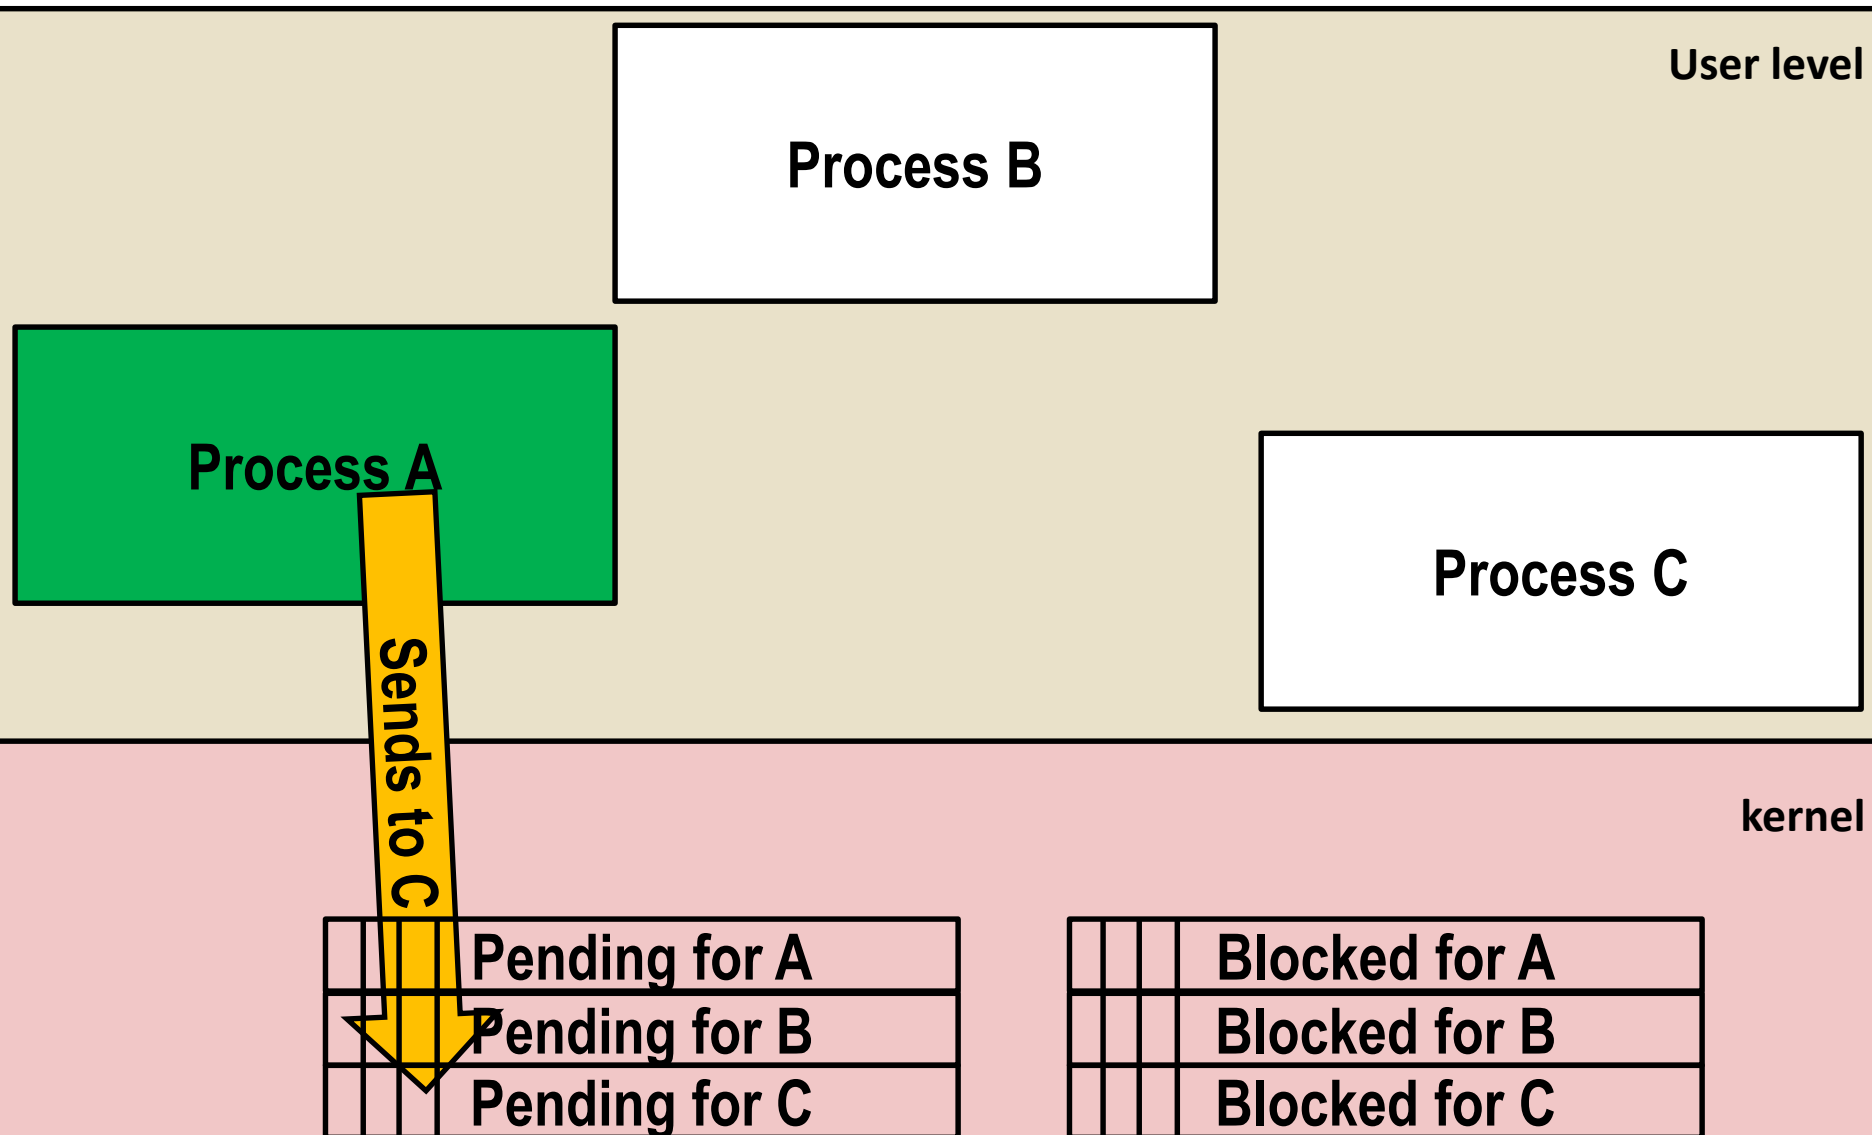 User level
Process B
Process A
Process C
Sends to C
kernel
Pending for A
Blocked for A
Pending for B
Blocked for B
Pending for C
Blocked for C